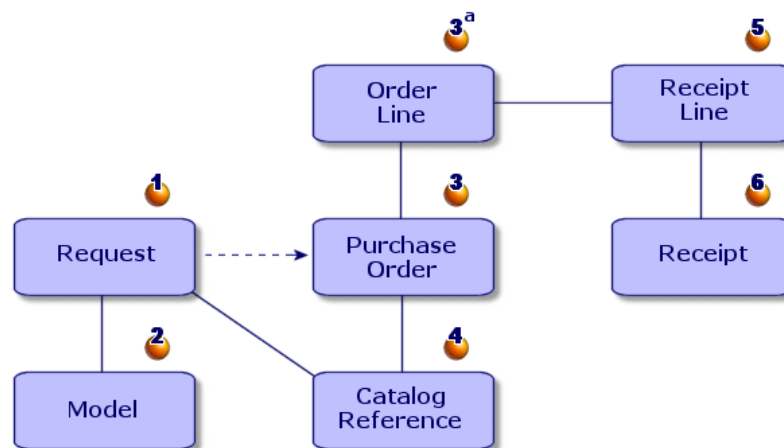 3a
5
Order
Line
Receipt
Line
1
3
6
Request
Purchase
Order
Receipt
2
4
Model
Catalog
Reference